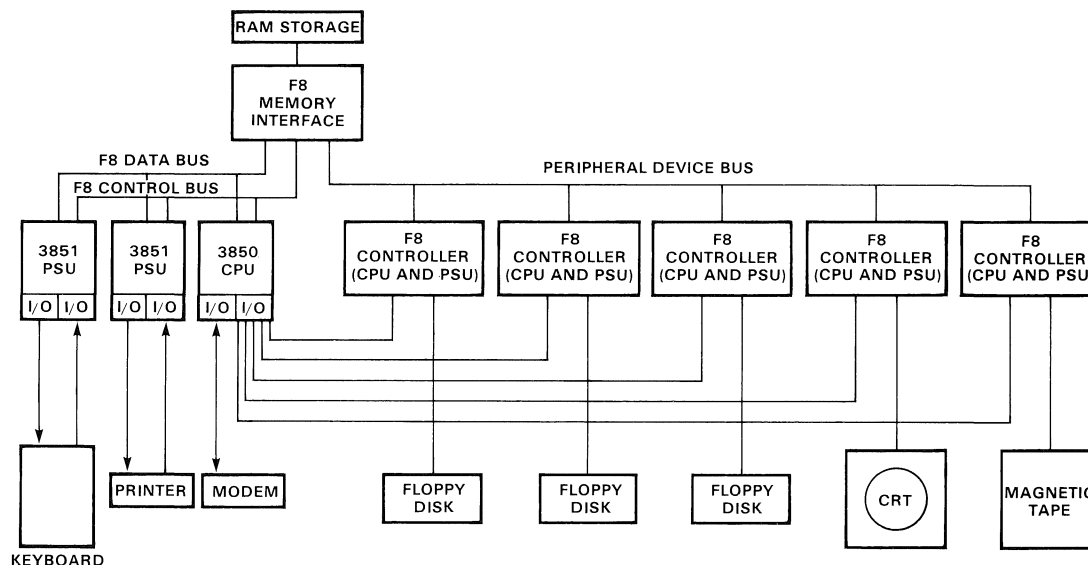 RAM STORAGE
F8
MEMORY
INTERFACE
F8 DATA BUS
F8 CONTROL BUS
PERIPHERAL DEVICE BUS
3851
PSU
3851
PSU
3850
CPU
I/O I/O
I/O I/O
I/O I/O
F8
CONTROLLER
(CPU AND PSU)
F8
CONTROLLER
(CPU AND PSU)
F8
CONTROLLER
(CPU AND PSU)
F8
CONTROLLER
(CPU AND PSU)
F8
CONTROLLER
(CPU AND PSU
KEYBOARD
PRINTER
MODEM
FLOPPY
DISK
FLOPPY
DISK
FLOPPY
DISK
CRT
MAGNETIC
TAPE